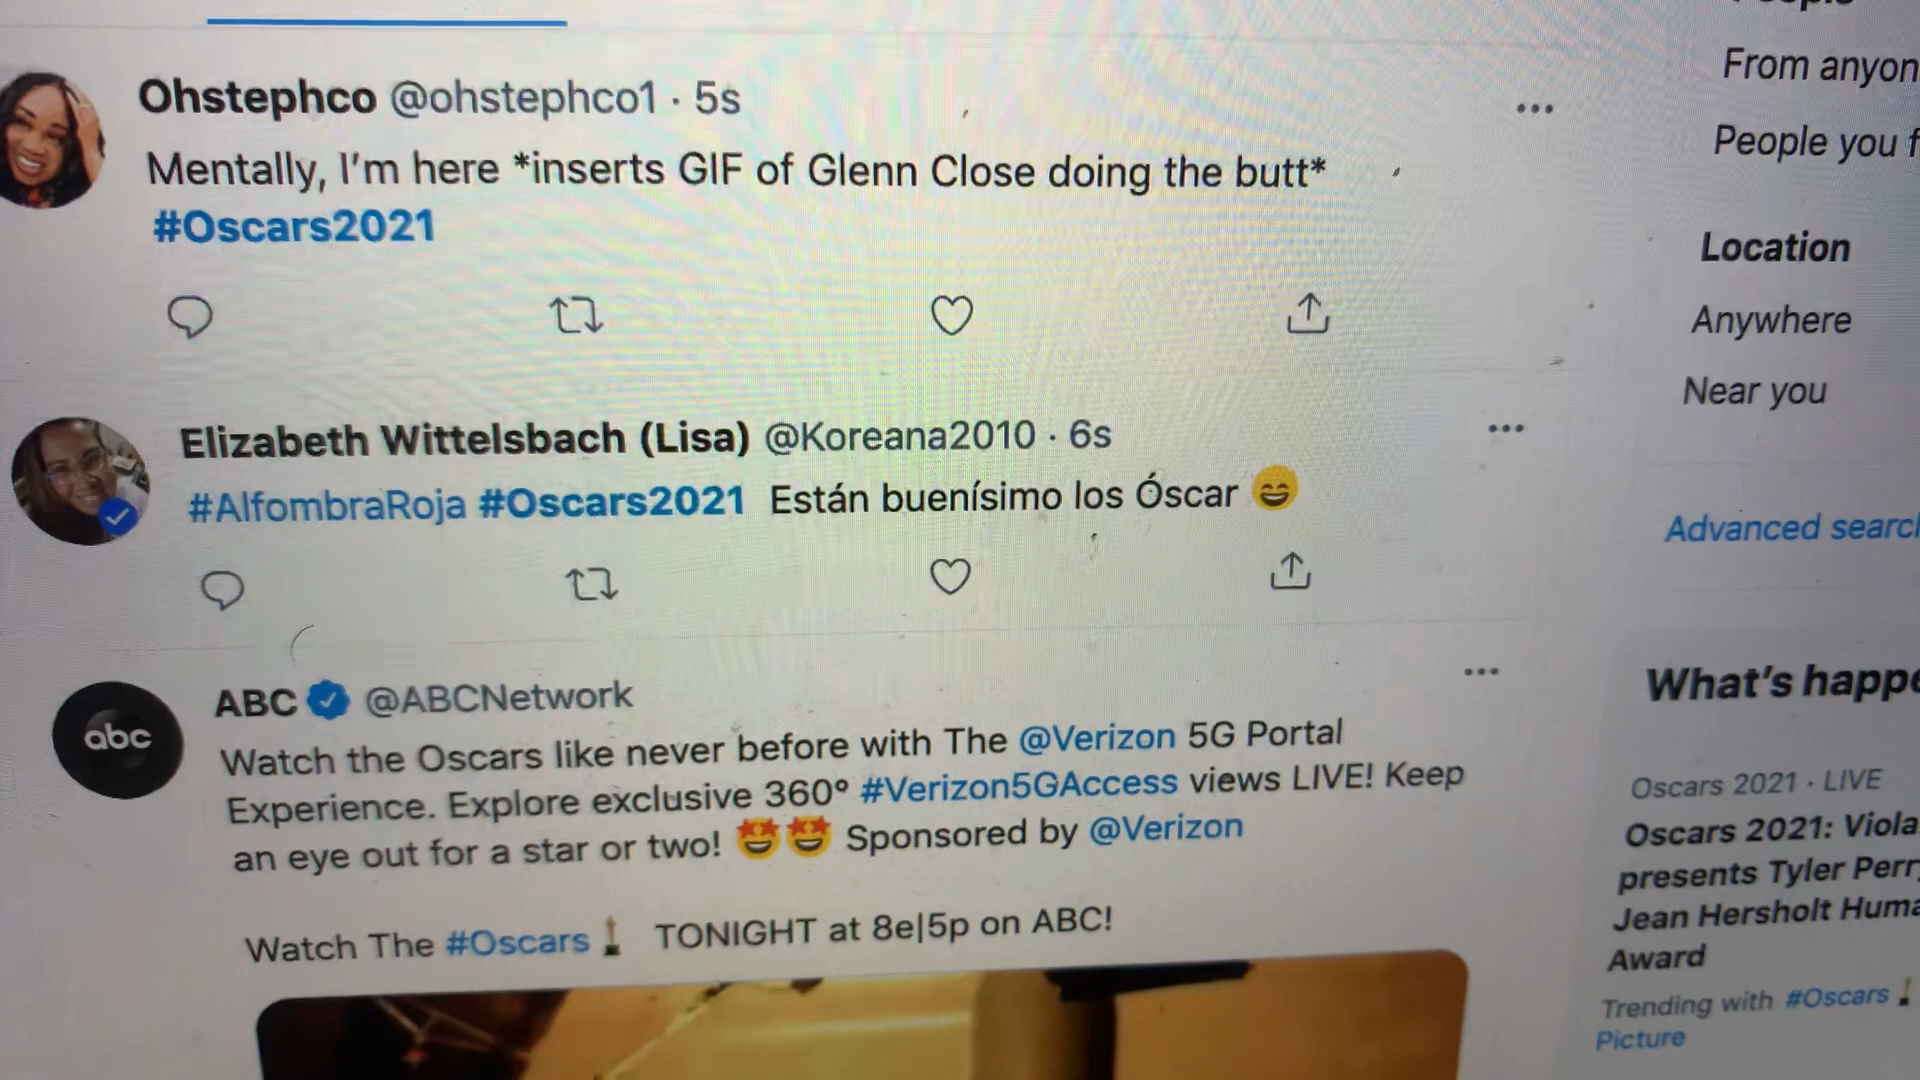 Ohstephco @ohstephco1 · 5s
Mentally, I'm here *inserts GIF of Glenn Close doing the butt*
#Oscars2021
Elizabeth Wittelsbach (Lisa) @Koreana2010 · 6s
#AlfombraRoja #Oscars2021 Están buenísimo los Óscar 😄
abc
ABC @ABCNetwork
Watch the Oscars like never before with The @Verizon 5G Portal
Experience. Explore exclusive 360° #Verizon5GAccess views LIVE! Keep
an eye out for a star or two! 🤩🤩 Sponsored by @Verizon
Watch The #Oscars TONIGHT at 8e|5p on ABC!
From anyon
People you f
Location
Anywhere
Near you
Advanced search
What's happe
Oscars 2021 · LIVE
Oscars 2021: Viola
presents Tyler Perry
Jean Hersholt Huma
Award
Trending with #Oscars
Picture